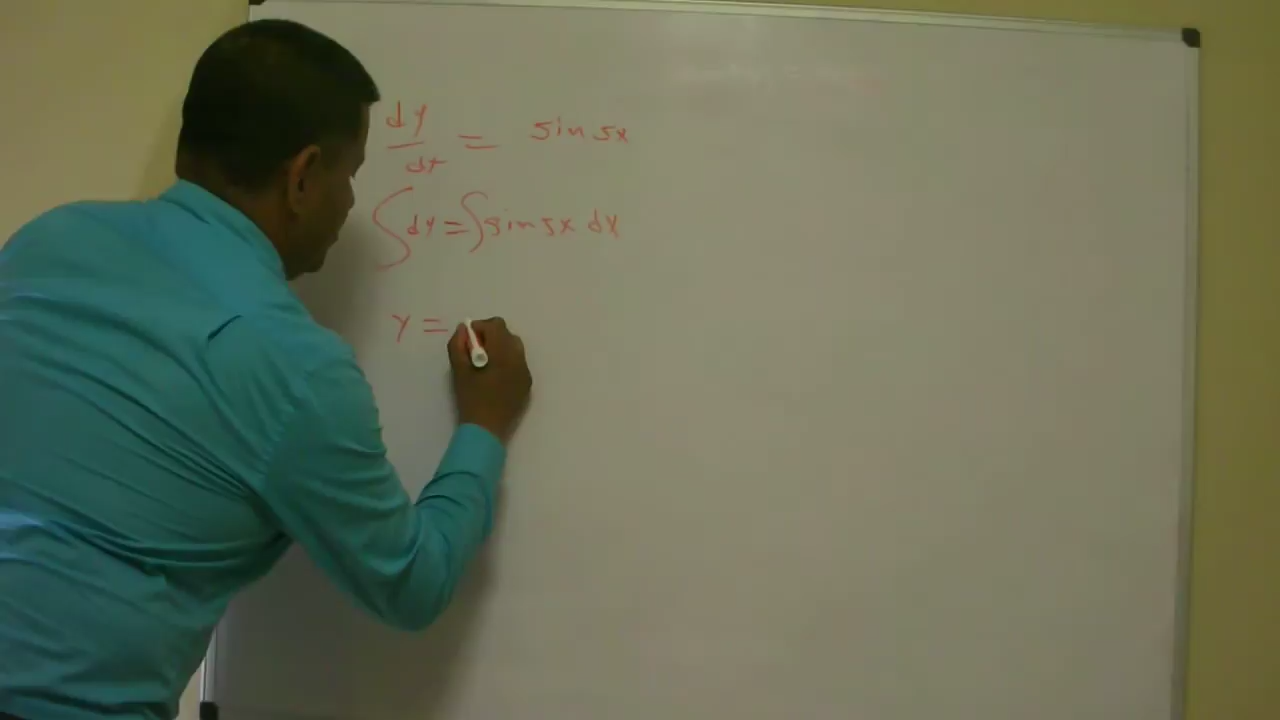 dy/dt = sin 5x
∫ dy = ∫ sin 5x dx
y =